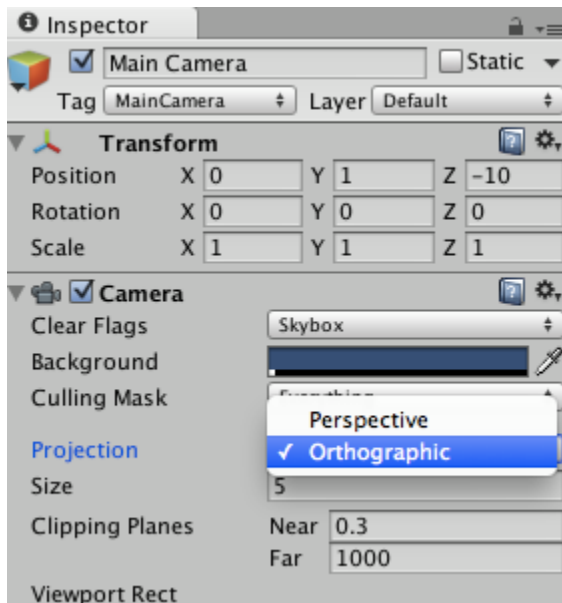 Inspector
Main Camera Static
Tag MainCamera Layer Default
Transform
Position X 0 Y 1 Z -10
Rotation X 0 Y 0 Z 0
Scale X 1 Y 1 Z 1
Camera
Clear Flags Skybox
Background
Culling Mask Everything
Perspective
Projection ✓ Orthographic
Size 5
Clipping Planes Near 0.3
Far 1000
Viewport Rect